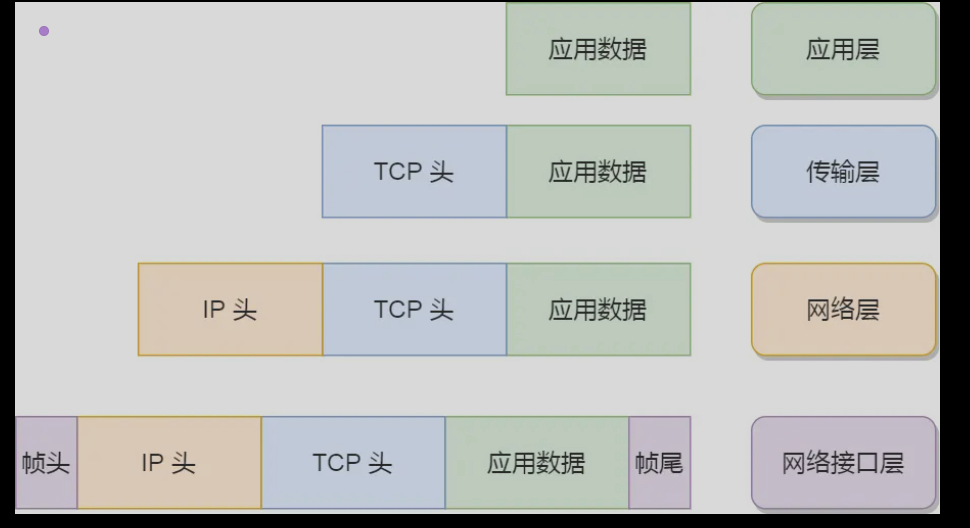 应用数据 应用层
TCP 头 应用数据 传输层
IP 头 TCP 头 应用数据 网络层
帧头 IP 头 TCP 头 应用数据 帧尾 网络接口层